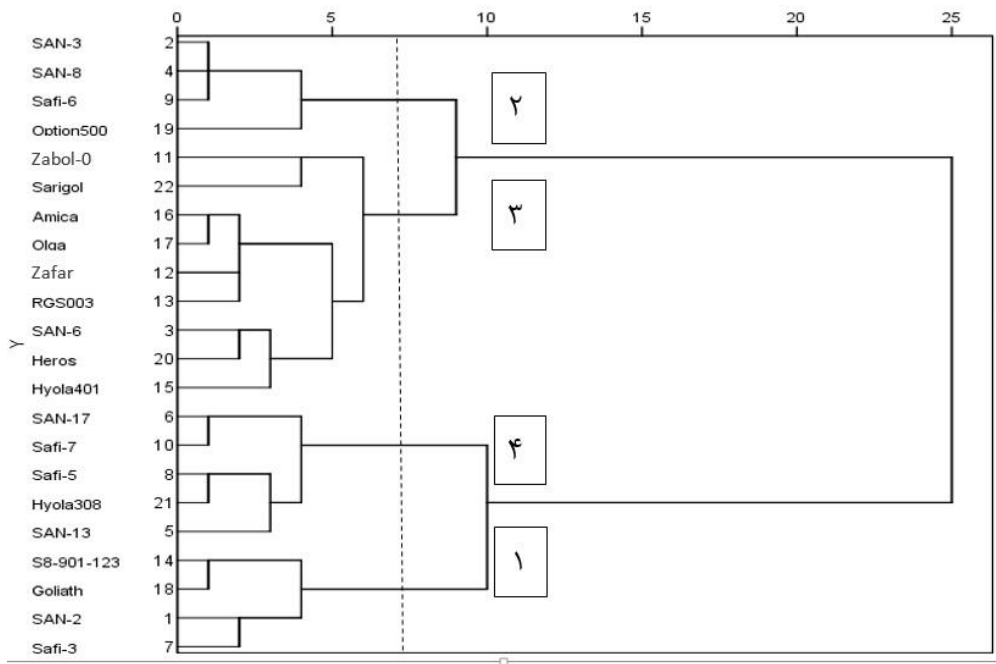 0 5 10 15 20 25
SAN-3 2
SAN-8 4
۲
Safi-6 9
Option500 19
Zabol-0 11
Sarigol 22
۳
Amica 16
Olga 17
Zafar 12
RGS003 13
SAN-6 3
Y
Heros 20
Hyola401 15
SAN-17 6
۴
Safi-7 10
Safi-5 8
Hyola308 21
SAN-13 5
۱
S8-901-123 14
Goliath 18
SAN-2 1
Safi-3 7